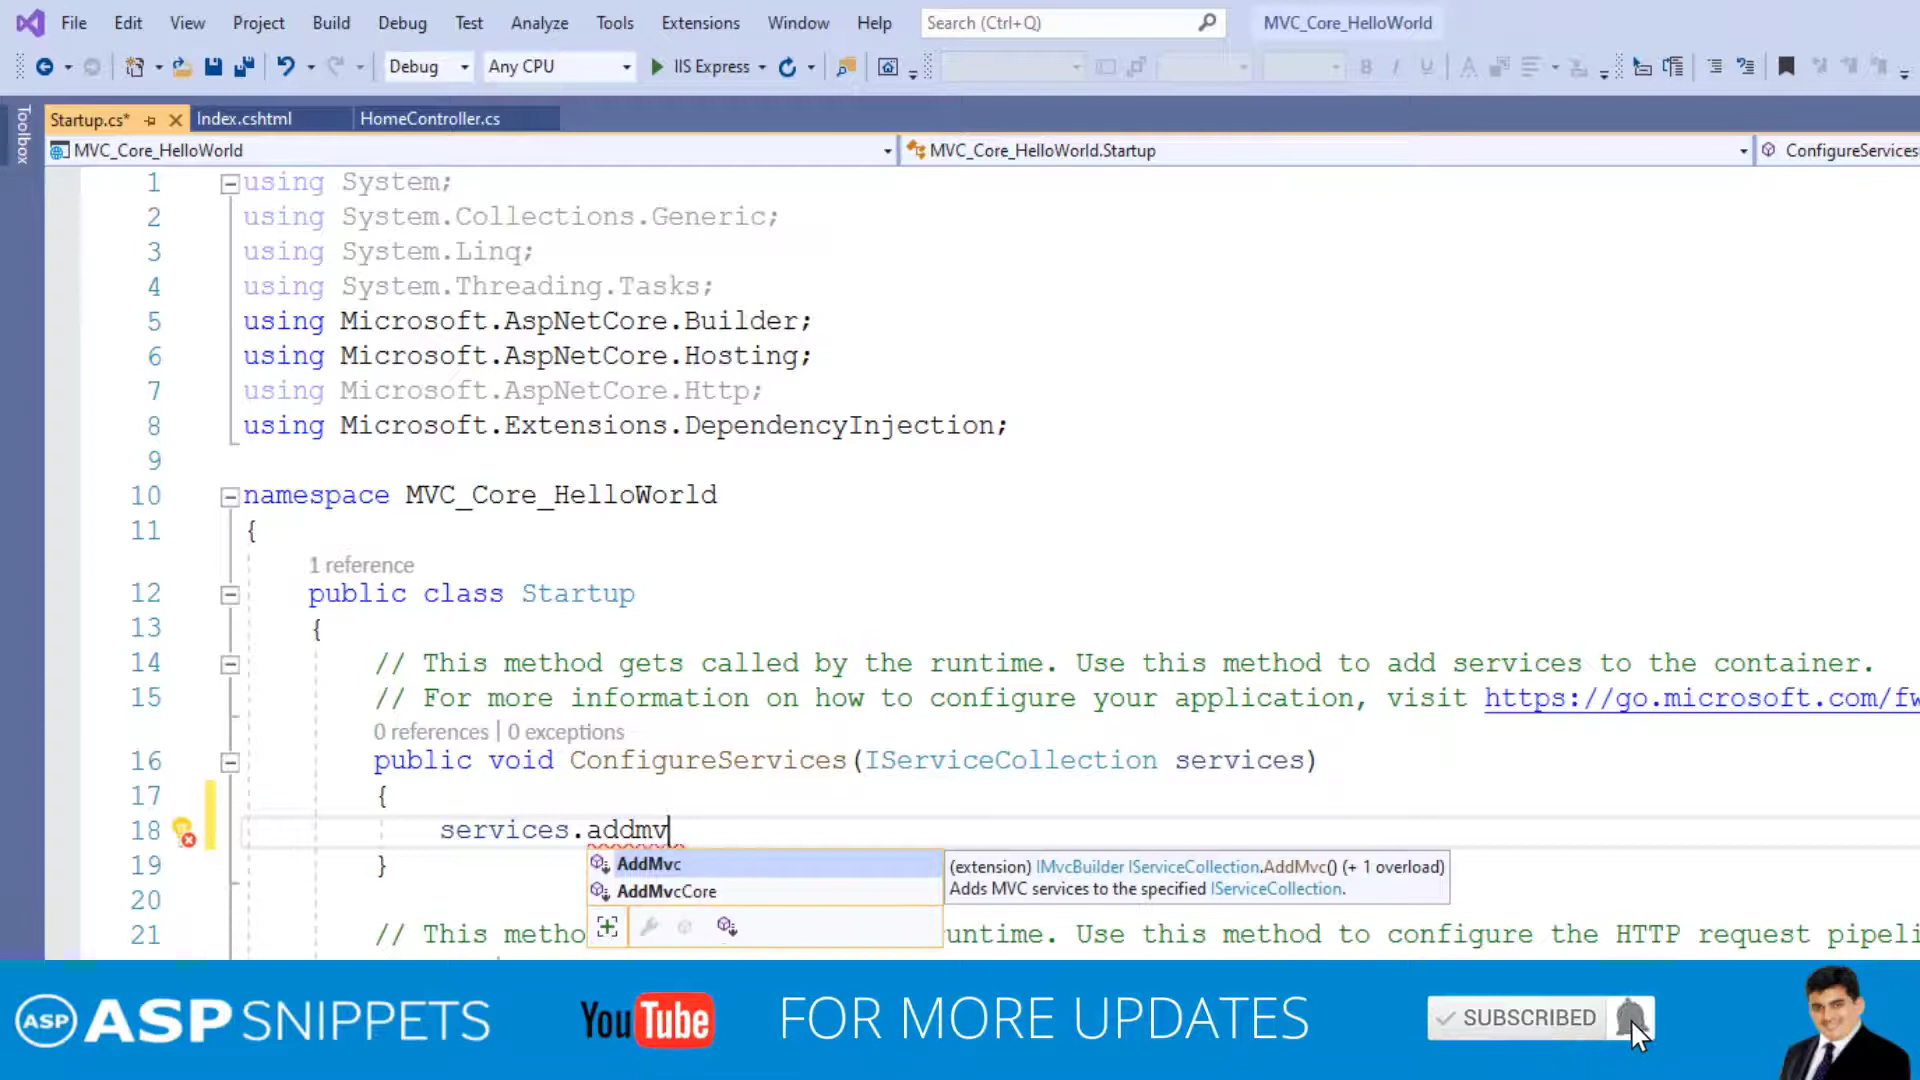 File Edit View Project Build Debug Test Analyze Tools Extensions Window Help Search (Ctrl+Q) MVC_Core_HelloWorld
Debug Any CPU IIS Express
Toolbox
Startup.cs* Index.cshtml HomeController.cs
MVC_Core_HelloWorld MVC_Core_HelloWorld.Startup ConfigureServices
1 using System;
2 using System.Collections.Generic;
3 using System.Linq;
4 using System.Threading.Tasks;
5 using Microsoft.AspNetCore.Builder;
6 using Microsoft.AspNetCore.Hosting;
7 using Microsoft.AspNetCore.Http;
8 using Microsoft.Extensions.DependencyInjection;
9
10 namespace MVC_Core_HelloWorld
11 {
1 reference
12 public class Startup
13 {
14 // This method gets called by the runtime. Use this method to add services to the container.
15 // For more information on how to configure your application, visit https://go.microsoft.com/fw
0 references | 0 exceptions
16 public void ConfigureServices(IServiceCollection services)
17 {
18 services.addmv
19 }
AddMvc
AddMvcCore
(extension) IMvcBuilder IServiceCollection.AddMvc() (+ 1 overload)
Adds MVC services to the specified IServiceCollection.
20
21 // This metho untime. Use this method to configure the HTTP request pipeli
ASP ASPSNIPPETS YouTube FOR MORE UPDATES SUBSCRIBED